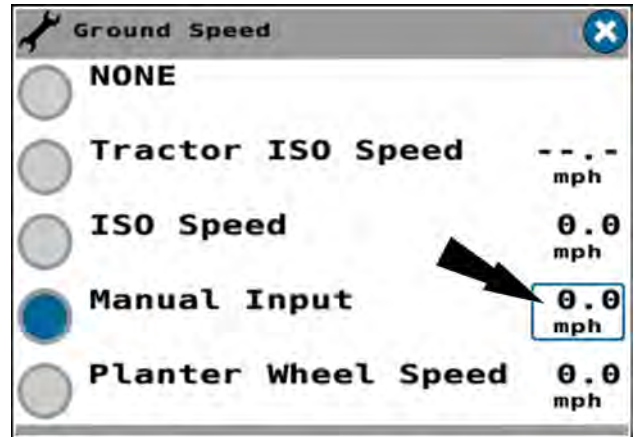 Ground Speed
NONE
Tractor ISO Speed --.-
mph
ISO Speed 0.0
mph
Manual Input 0.0
mph
Planter Wheel Speed 0.0
mph